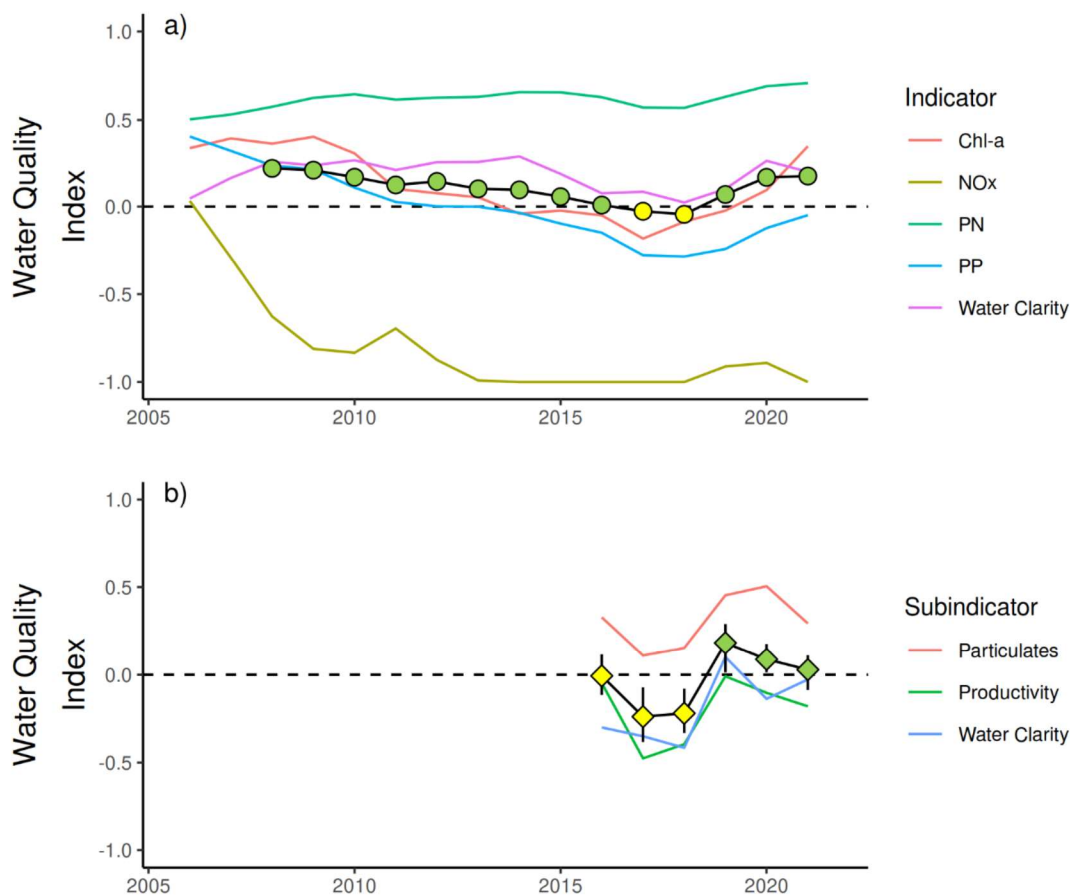 a)
1.0
0.5
0.0
-0.5
-1.0
Water Quality
Index
2005
2010
2015
2020
Indicator
Chl-a
NOx
PN
PP
Water Clarity
b)
1.0
0.5
0.0
-0.5
-1.0
Water Quality
Index
2005
2010
2015
2020
Subindicator
Particulates
Productivity
Water Clarity